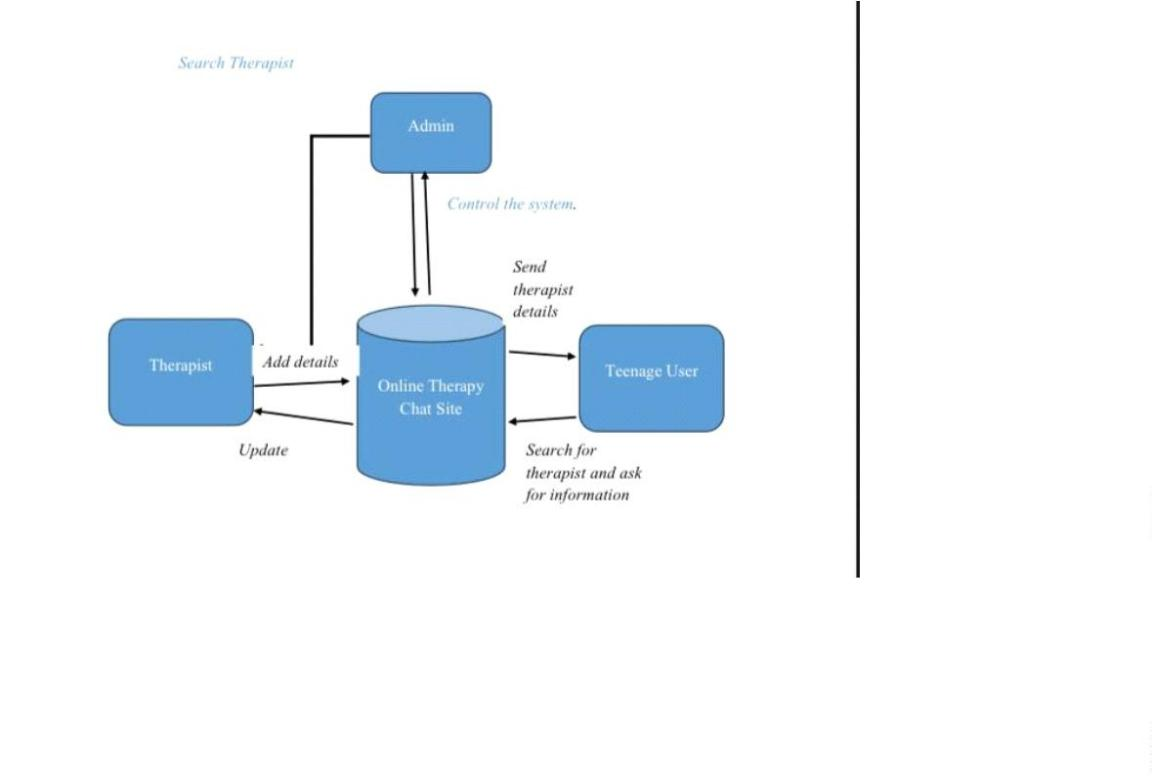 Search Therapist
Admin
Control the system.
Send
therapist
details
Therapist
Add details
Online Therapy
Chat Site
Teenage User
Update
Search for
therapist and ask
for information